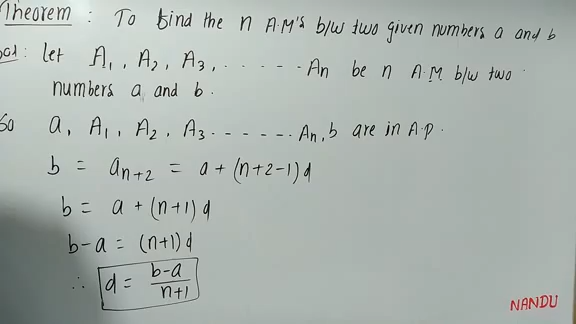 Theorem : To find the n A.M's b/w two given numbers a and b
let A₁, A₂, A₃, ------- An be n A.M b/w two
numbers a and b.
So a, A₁, A₂, A₃ ------- An, b are in A.P.
b = aₙ₊₂ = a + (n+2-1)d
b = a + (n+1)d
b-a = (n+1)d
∴ d = b-a / n+1
NANDU